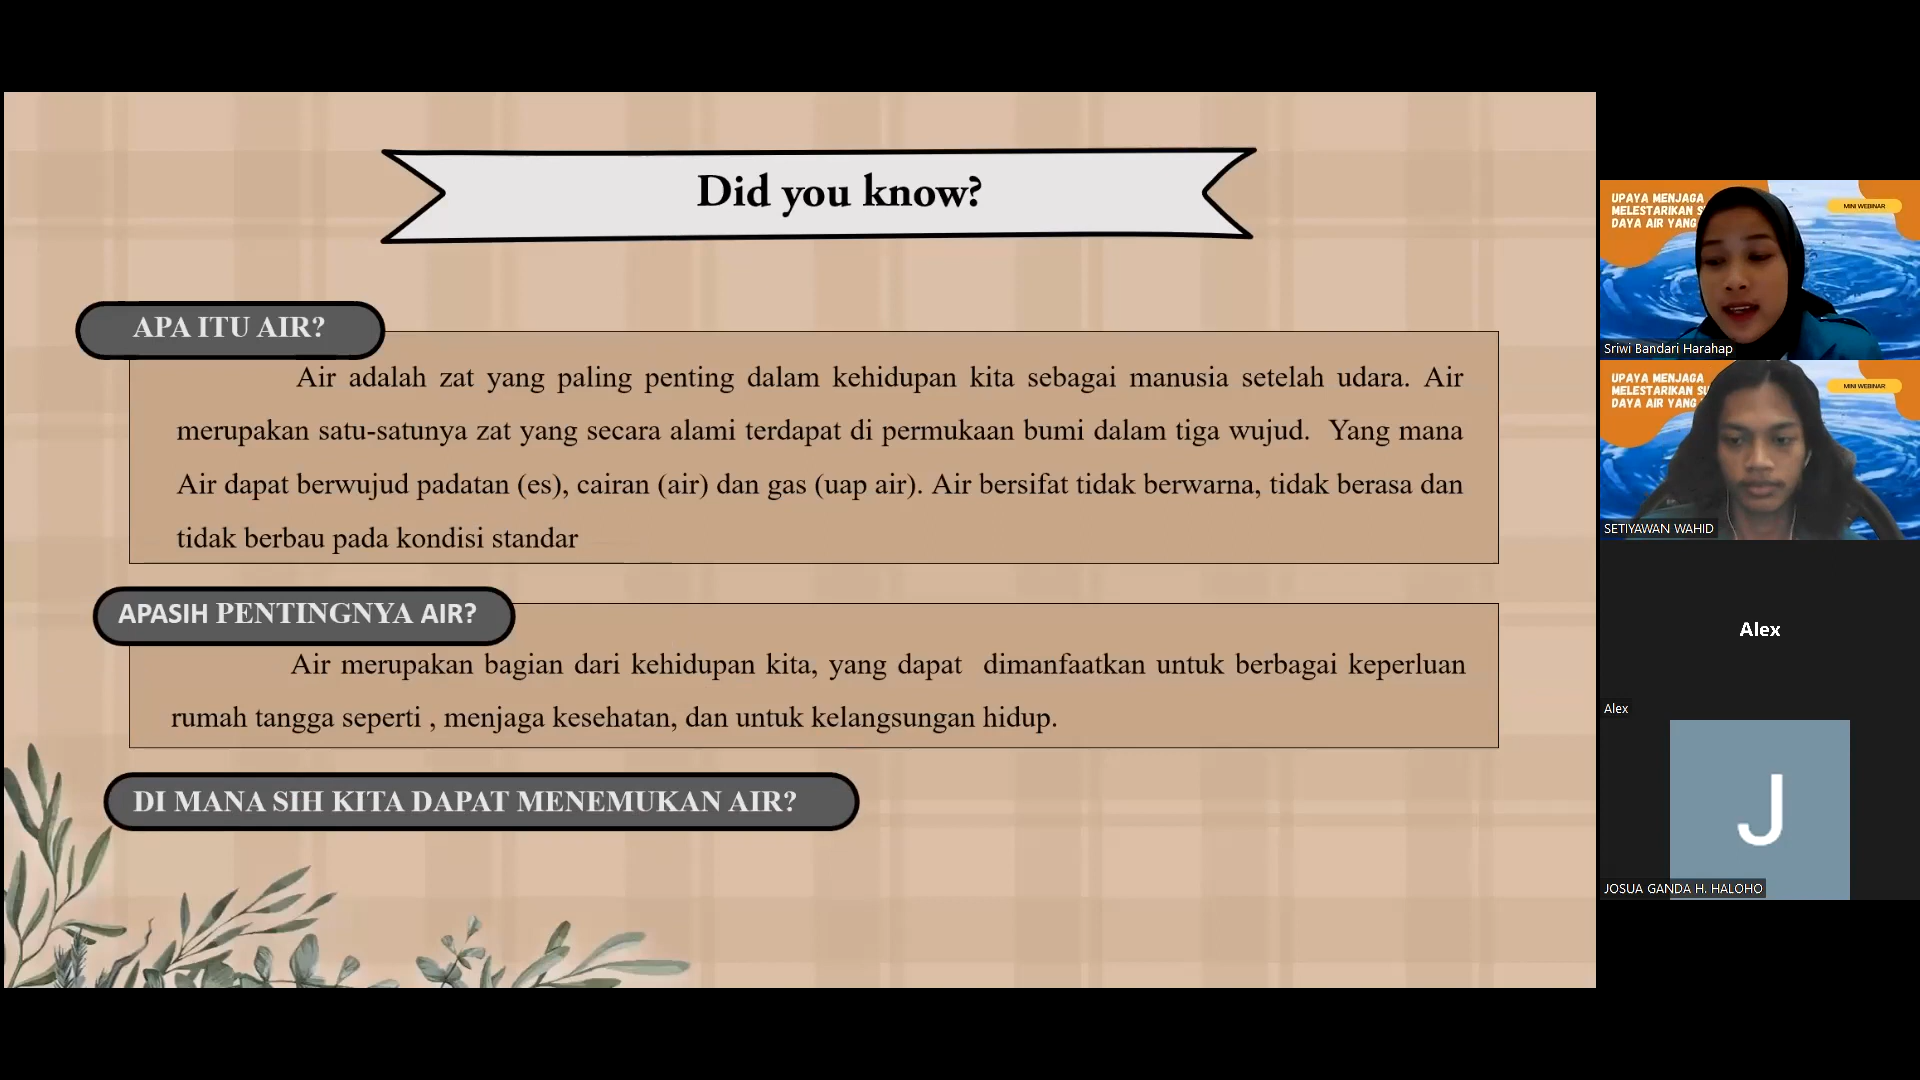 Did you know?
APA ITU AIR?
Air adalah zat yang paling penting dalam kehidupan kita sebagai manusia setelah udara. Air
merupakan satu-satunya zat yang secara alami terdapat di permukaan bumi dalam tiga wujud. Yang mana
Air dapat berwujud padatan (es), cairan (air) dan gas (uap air). Air bersifat tidak berwarna, tidak berasa dan
tidak berbau pada kondisi standar
APASIH PENTINGNYA AIR?
Air merupakan bagian dari kehidupan kita, yang dapat dimanfaatkan untuk berbagai keperluan
rumah tangga seperti , menjaga kesehatan, dan untuk kelangsungan hidup.
DI MANA SIH KITA DAPAT MENEMUKAN AIR?
UPAYA MENJAGA
MELESTARIKAN
DAYA AIR YANG
MINI WEBINAR
Sriwi Bandari Harahap
UPAYA MENJAGA
MELESTARIKAN
DAYA AIR YANG
MINI WEBINAR
SETIYAWAN WAHID
Alex
Alex
J
JOSUA GANDA H. HALOHO